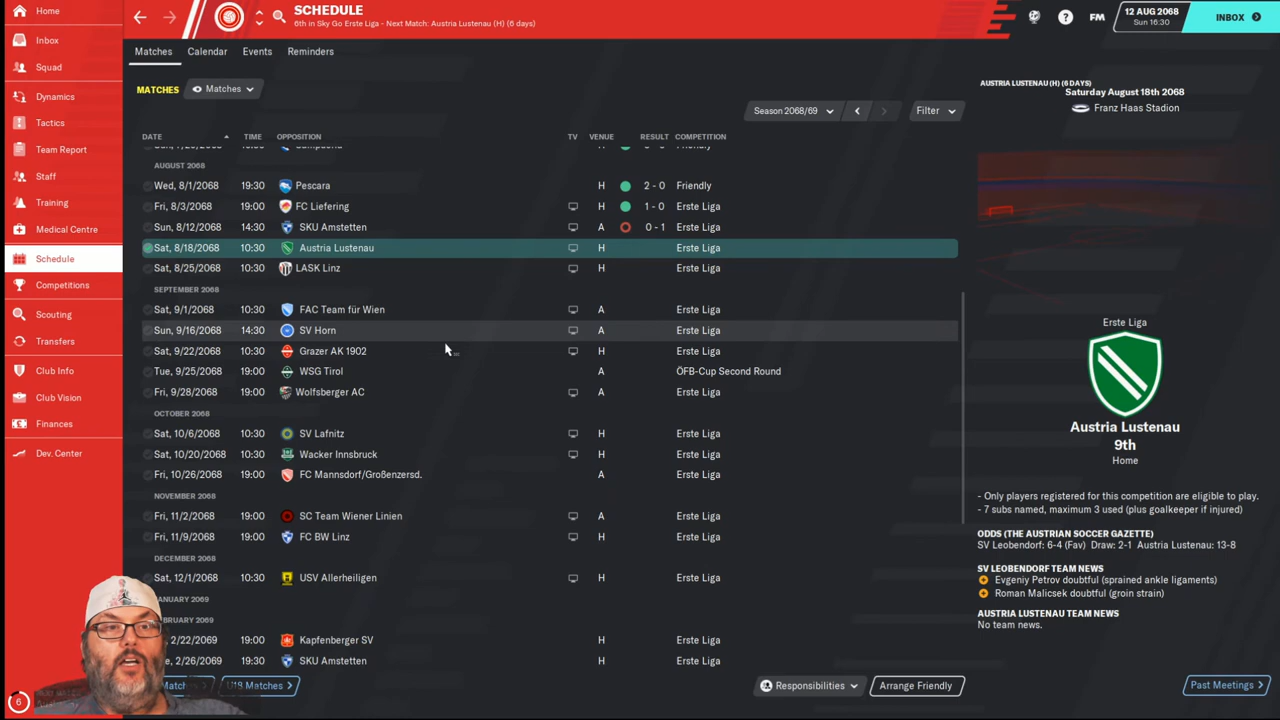 Home
SCHEDULE
6th in Sky Go Erste Liga - Next Match: Austria Lustenau (H) (6 days)
FM
12 AUG 2068
Sun 16:30
INBOX
Inbox
Squad
Dynamics
Tactics
Team Report
Staff
Training
Medical Centre
Schedule
Competitions
Scouting
Transfers
Club Info
Club Vision
Finances
Dev. Center
6
Matches Calendar Events Reminders
MATCHES Matches
Season 2068/69 Filter
DATE TIME OPPOSITION TV VENUE RESULT COMPETITION
AUGUST 2068
Wed, 8/1/2068 19:30 Pescara H 2 - 0 Friendly
Fri, 8/3/2068 19:00 FC Liefering H 1 - 0 Erste Liga
Sun, 8/12/2068 14:30 SKU Amstetten A 0 - 1 Erste Liga
Sat, 8/18/2068 10:30 Austria Lustenau H Erste Liga
Sat, 8/25/2068 10:30 LASK Linz H Erste Liga
SEPTEMBER 2068
Sat, 9/1/2068 10:30 FAC Team für Wien A Erste Liga
Sun, 9/16/2068 14:30 SV Horn A Erste Liga
Sat, 9/22/2068 10:30 Grazer AK 1902 H Erste Liga
Tue, 9/25/2068 19:00 WSG Tirol A ÖFB-Cup Second Round
Fri, 9/28/2068 19:00 Wolfsberger AC A Erste Liga
OCTOBER 2068
Sat, 10/6/2068 10:30 SV Lafnitz H Erste Liga
Sat, 10/20/2068 10:30 Wacker Innsbruck H Erste Liga
Fri, 10/26/2068 19:00 FC Mannsdorf/Großenzersd. A Erste Liga
NOVEMBER 2068
Fri, 11/2/2068 19:00 SC Team Wiener Linien A Erste Liga
Fri, 11/9/2068 19:00 FC BW Linz H Erste Liga
DECEMBER 2068
Sat, 12/1/2068 10:30 USV Allerheiligen H Erste Liga
ANUARY 2069
EBRUARY 2069
2/22/2069 19:00 Kapfenberger SV H Erste Liga
2/26/2069 19:30 SKU Amstetten H Erste Liga
Matches U18 Matches Responsibilities Arrange Friendly
AUSTRIA LUSTENAU (H) (6 DAYS)
Saturday August 18th 2068
Franz Haas Stadion
Erste Liga
Austria Lustenau
9th
Home
- Only players registered for this competition are eligible to play.
- 7 subs named, maximum 3 used (plus goalkeeper if injured)
ODDS (THE AUSTRIAN SOCCER GAZETTE)
SV Leobendorf: 6-4 (Fav) Draw: 2-1 Austria Lustenau: 13-8
SV LEOBENDORF TEAM NEWS
Evgeniy Petrov doubtful (sprained ankle ligaments)
Roman Malicsek doubtful (groin strain)
AUSTRIA LUSTENAU TEAM NEWS
No team news.
Past Meetings